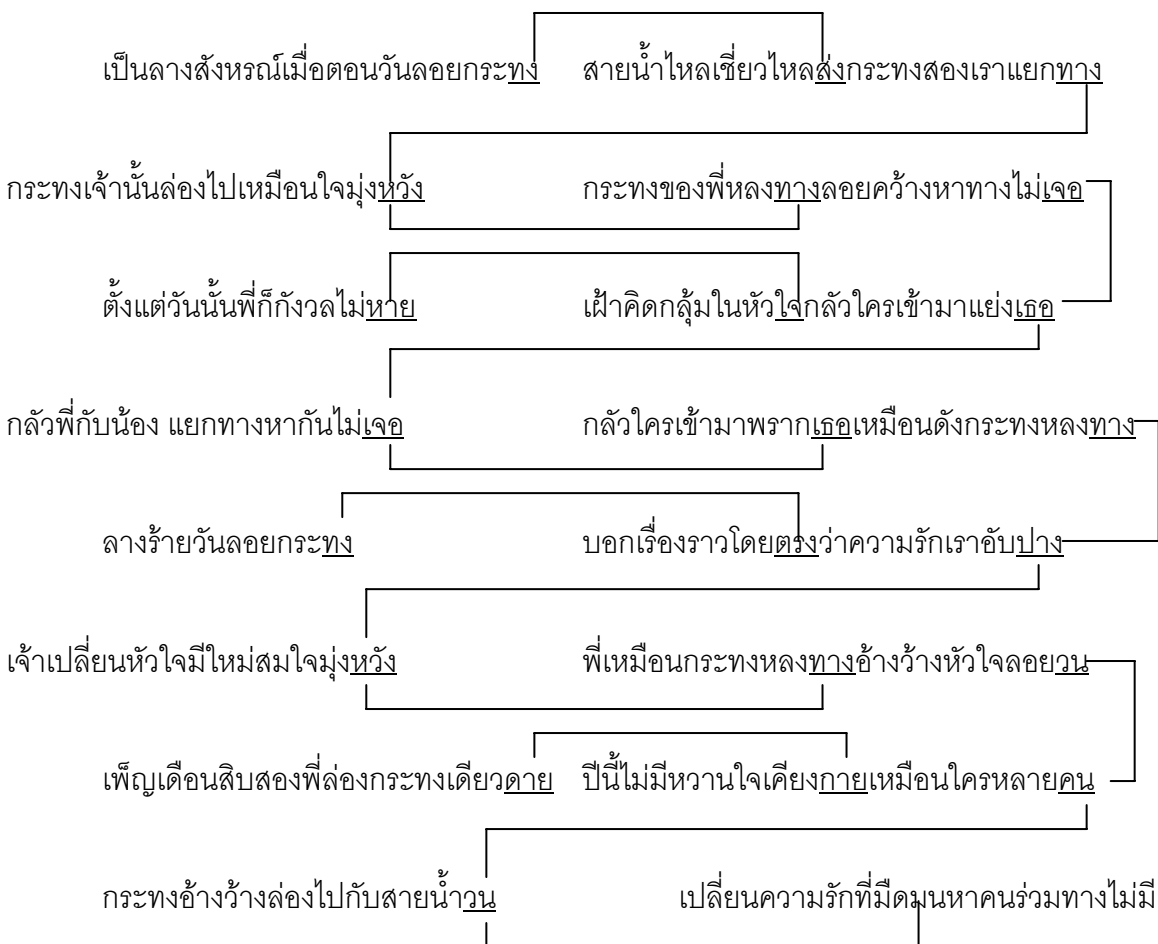 เป็นลางสังหรณ์เมื่อตอนวันลอยกระทง สายน้ำไหลเชี่ยวไหลส่งกระทงสองเราแยกทาง
กระทงเจ้านั้นล่องไปเหมือนใจมุ่งหวัง กระทงของพี่หลงทางลอยคว้างหาทางไม่เจอ
ตั้งแต่วันนั้นพี่ก็กังวลไม่หาย เฝ้าคิดกลุ้มในหัวใจกลัวใครเข้ามาแย่งเธอ
กลัวพี่กับน้อง แยกทางหากันไม่เจอ กลัวใครเข้ามาพรากเธอเหมือนดังกระทงหลงทาง
ลางร้ายวันลอยกระทง บอกเรื่องราวโดยตรงว่าความรักเราอับปาง
เจ้าเปลี่ยนหัวใจมีใหม่สมใจมุ่งหวัง พี่เหมือนกระทงหลงทางอ้างว้างหัวใจลอยวน
เพ็ญเดือนสิบสองพี่ล่องกระทงเดียวดาย ปีนี้ไม่มีหวานใจเคียงกายเหมือนใครหลายคน
กระทงอ้างว้างล่องไปกับสายน้ำวน เปลี่ยนความรักที่มืดมนหาคนร่วมทางไม่มี